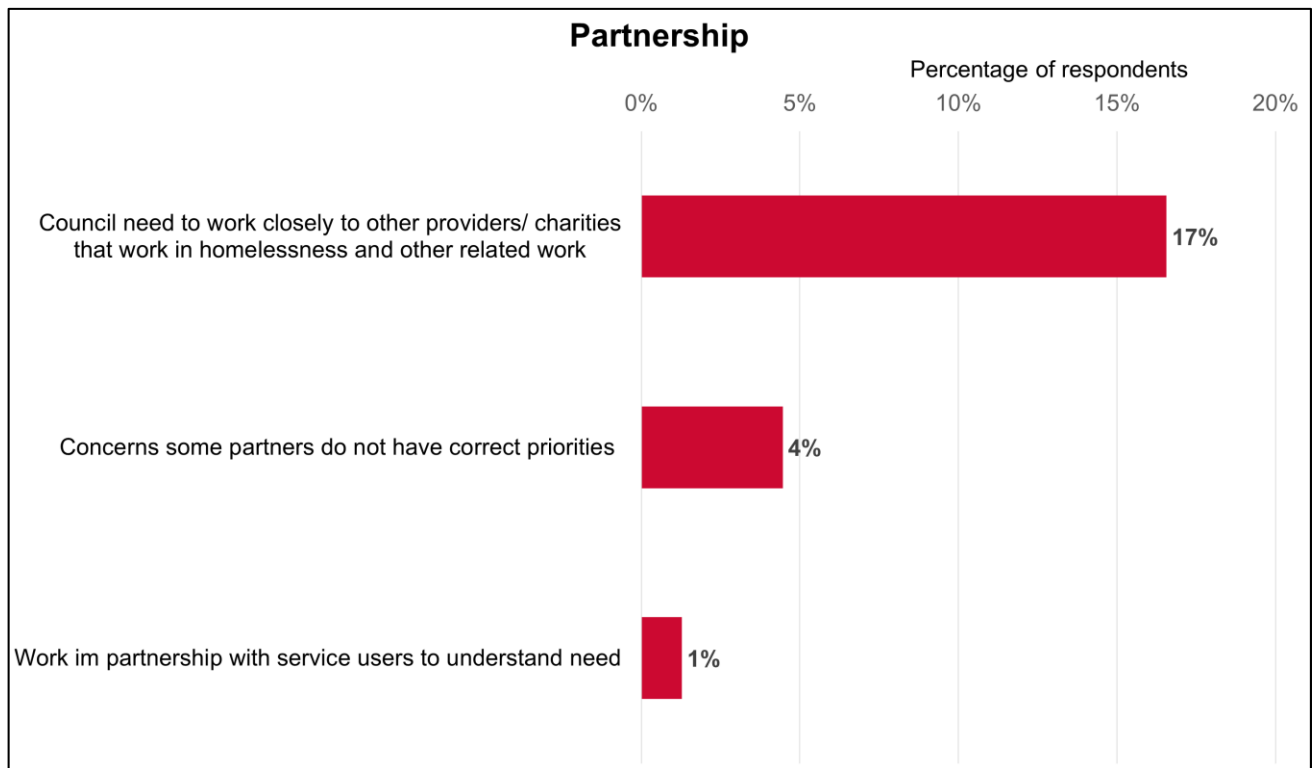 Partnership
Percentage of respondents
0% 5% 10% 15% 20%
Council need to work closely to other providers/ charities
that work in homelessness and other related work
17%
Concerns some partners do not have correct priorities
4%
Work im partnership with service users to understand need
1%